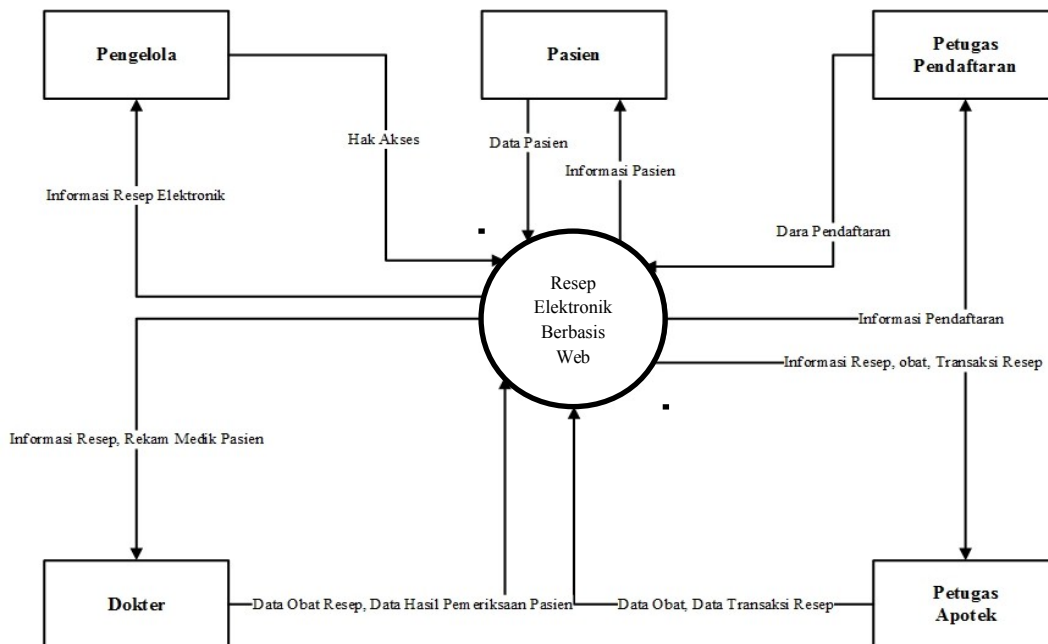 Pengelola
Pasien
Petugas
Pendaftaran
Hak Akses
Data Pasien
Informasi Pasien
Informasi Resep Elektronik
Dara Pendaftaran
Resep
Elektronik
Berbasis
Web
Informasi Pendaftaran
Informasi Resep, obat, Transaksi Resep
Informasi Resep, Rekam Medik Pasien
Dokter
Data Obat Resep, Data Hasil Pemeriksaan Pasien
Data Obat, Data Transaksi Resep
Petugas
Apotek